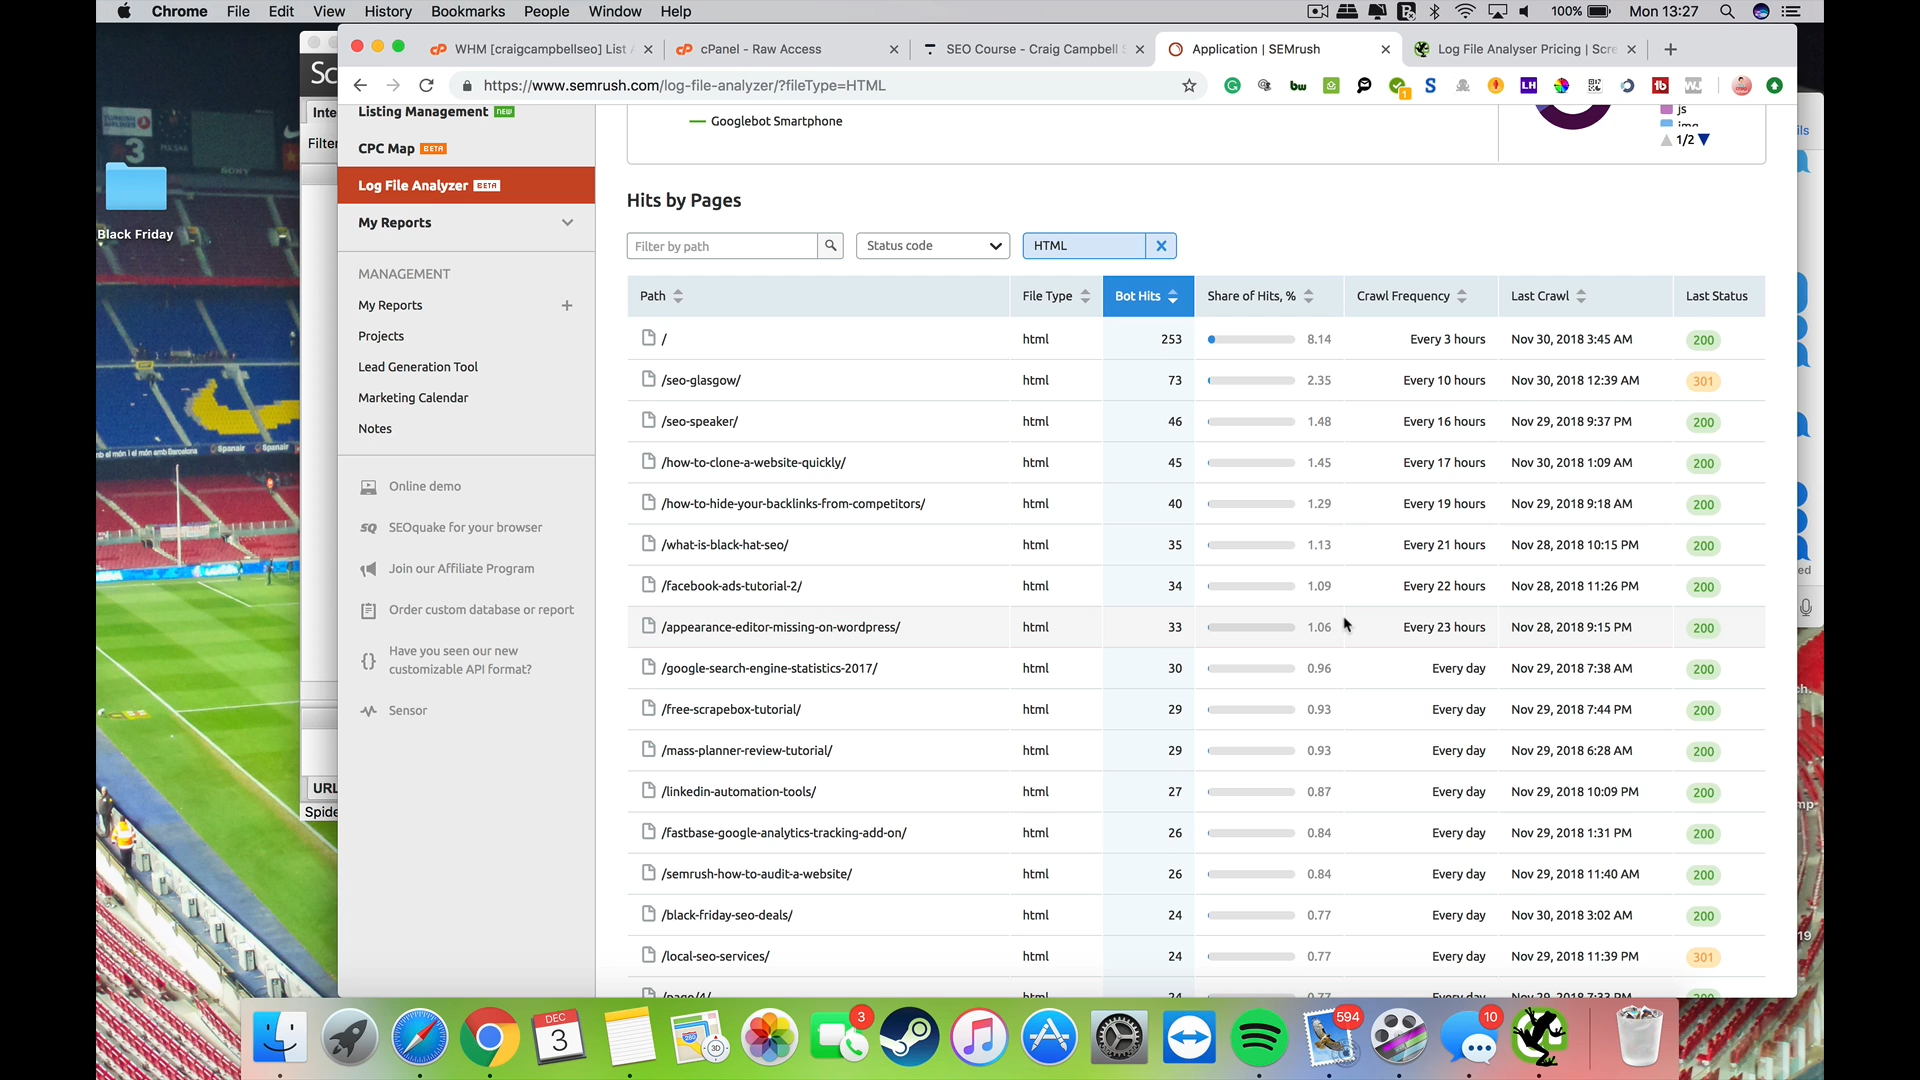 Chrome File Edit View History Bookmarks People Window Help
100% Mon 13:27
WHM [craigcampbellseo] List
cPanel - Raw Access
SEO Course - Craig Campbell
Application | SEMrush
Log File Analyser Pricing | Scre
https://www.semrush.com/log-file-analyzer/?fileType=HTML
Sc
Inte
Filter
URL
Spide
Black Friday
Listing Management NEW
CPC Map BETA
Log File Analyzer BETA
My Reports
MANAGEMENT
My Reports
Projects
Lead Generation Tool
Marketing Calendar
Notes
Online demo
SEOquake for your browser
Join our Affiliate Program
Order custom database or report
Have you seen our new
customizable API format?
Sensor
Googlebot Smartphone
js
img
1/2
Hits by Pages
Filter by path
Status code
HTML
Path File Type Bot Hits Share of Hits, % Crawl Frequency Last Crawl Last Status
/ html 253 8.14 Every 3 hours Nov 30, 2018 3:45 AM 200
/seo-glasgow/ html 73 2.35 Every 10 hours Nov 30, 2018 12:39 AM 301
/seo-speaker/ html 46 1.48 Every 16 hours Nov 29, 2018 9:37 PM 200
/how-to-clone-a-website-quickly/ html 45 1.45 Every 17 hours Nov 30, 2018 1:09 AM 200
/how-to-hide-your-backlinks-from-competitors/ html 40 1.29 Every 19 hours Nov 29, 2018 9:18 AM 200
/what-is-black-hat-seo/ html 35 1.13 Every 21 hours Nov 28, 2018 10:15 PM 200
/facebook-ads-tutorial-2/ html 34 1.09 Every 22 hours Nov 28, 2018 11:26 PM 200
/appearance-editor-missing-on-wordpress/ html 33 1.06 Every 23 hours Nov 28, 2018 9:15 PM 200
/google-search-engine-statistics-2017/ html 30 0.96 Every day Nov 29, 2018 7:38 AM 200
/free-scrapebox-tutorial/ html 29 0.93 Every day Nov 29, 2018 7:44 PM 200
/mass-planner-review-tutorial/ html 29 0.93 Every day Nov 29, 2018 6:28 AM 200
/linkedin-automation-tools/ html 27 0.87 Every day Nov 29, 2018 10:09 PM 200
/fastbase-google-analytics-tracking-add-on/ html 26 0.84 Every day Nov 29, 2018 1:31 PM 200
/semrush-how-to-audit-a-website/ html 26 0.84 Every day Nov 29, 2018 11:40 AM 200
/black-friday-seo-deals/ html 24 0.77 Every day Nov 30, 2018 3:02 AM 200
/local-seo-services/ html 24 0.77 Every day Nov 29, 2018 11:39 PM 301
/page/4/ html 24 0.77 Every day Nov 29, 2018 7:33 PM 200
DEC
3
3
594
10